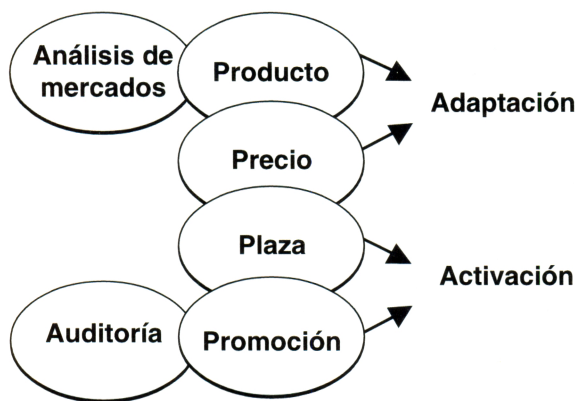 Análisis de
mercados
Producto
Adaptación
Precio
Plaza
Activación
Auditoría
Promoción